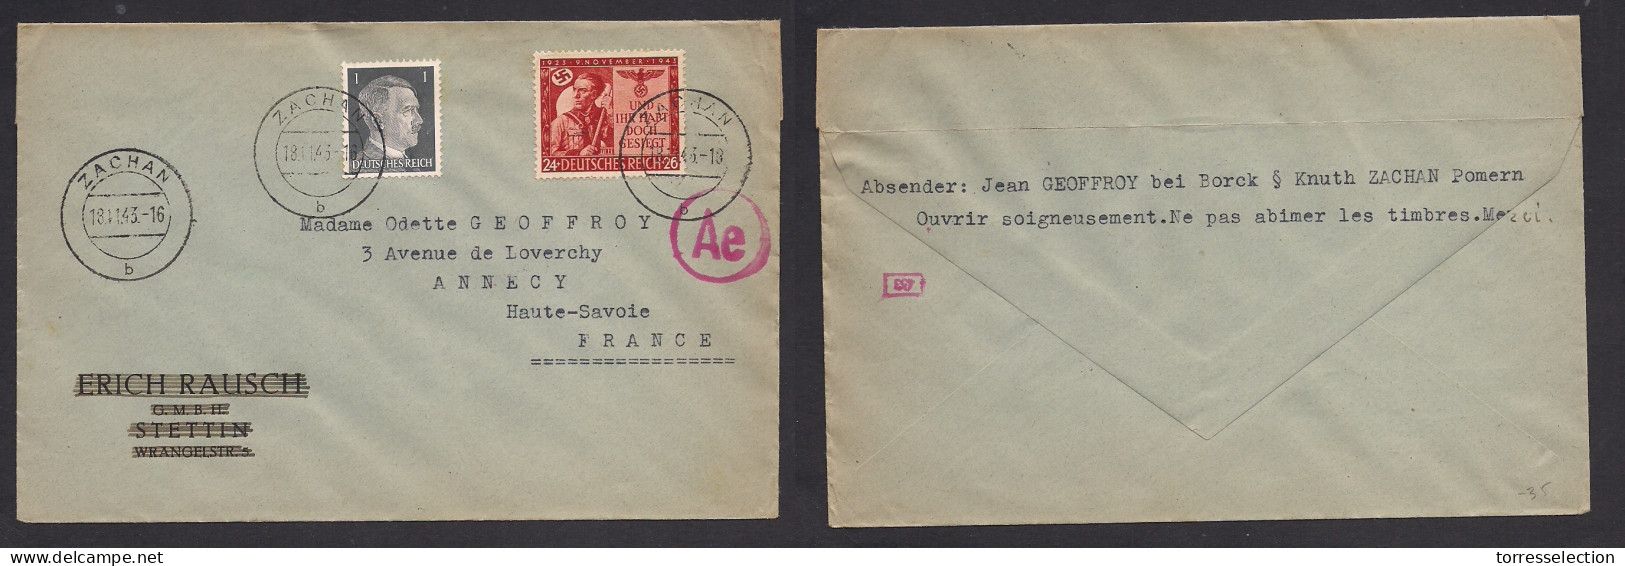 1 1
DEUTSCHES REICH
1923 · 9. NOVEMBER · 1943
UND
IHR HABT
DOCH
GESIEGT
24+DEUTSCHES REICH+26
ZACHAN
18.11.43.-16
b
ZACHAN
18.11.43.-16
b
ZACHAN
b
Ae
Madame Odette GEOFFROY
3 Avenue de Loverchy
ANNECY
Haute-Savoie
FRANCE
ERICH RAUSCH
G.M.B.H.
STETTIN
WRANGELSTR. 5
Absender: Jean GEOFFROY bei Borck § Knuth ZACHAN Pomern
Ouvrir soigneusement.Ne pas abimer les timbres.Merci.
-35
delcampe.net
torresselection